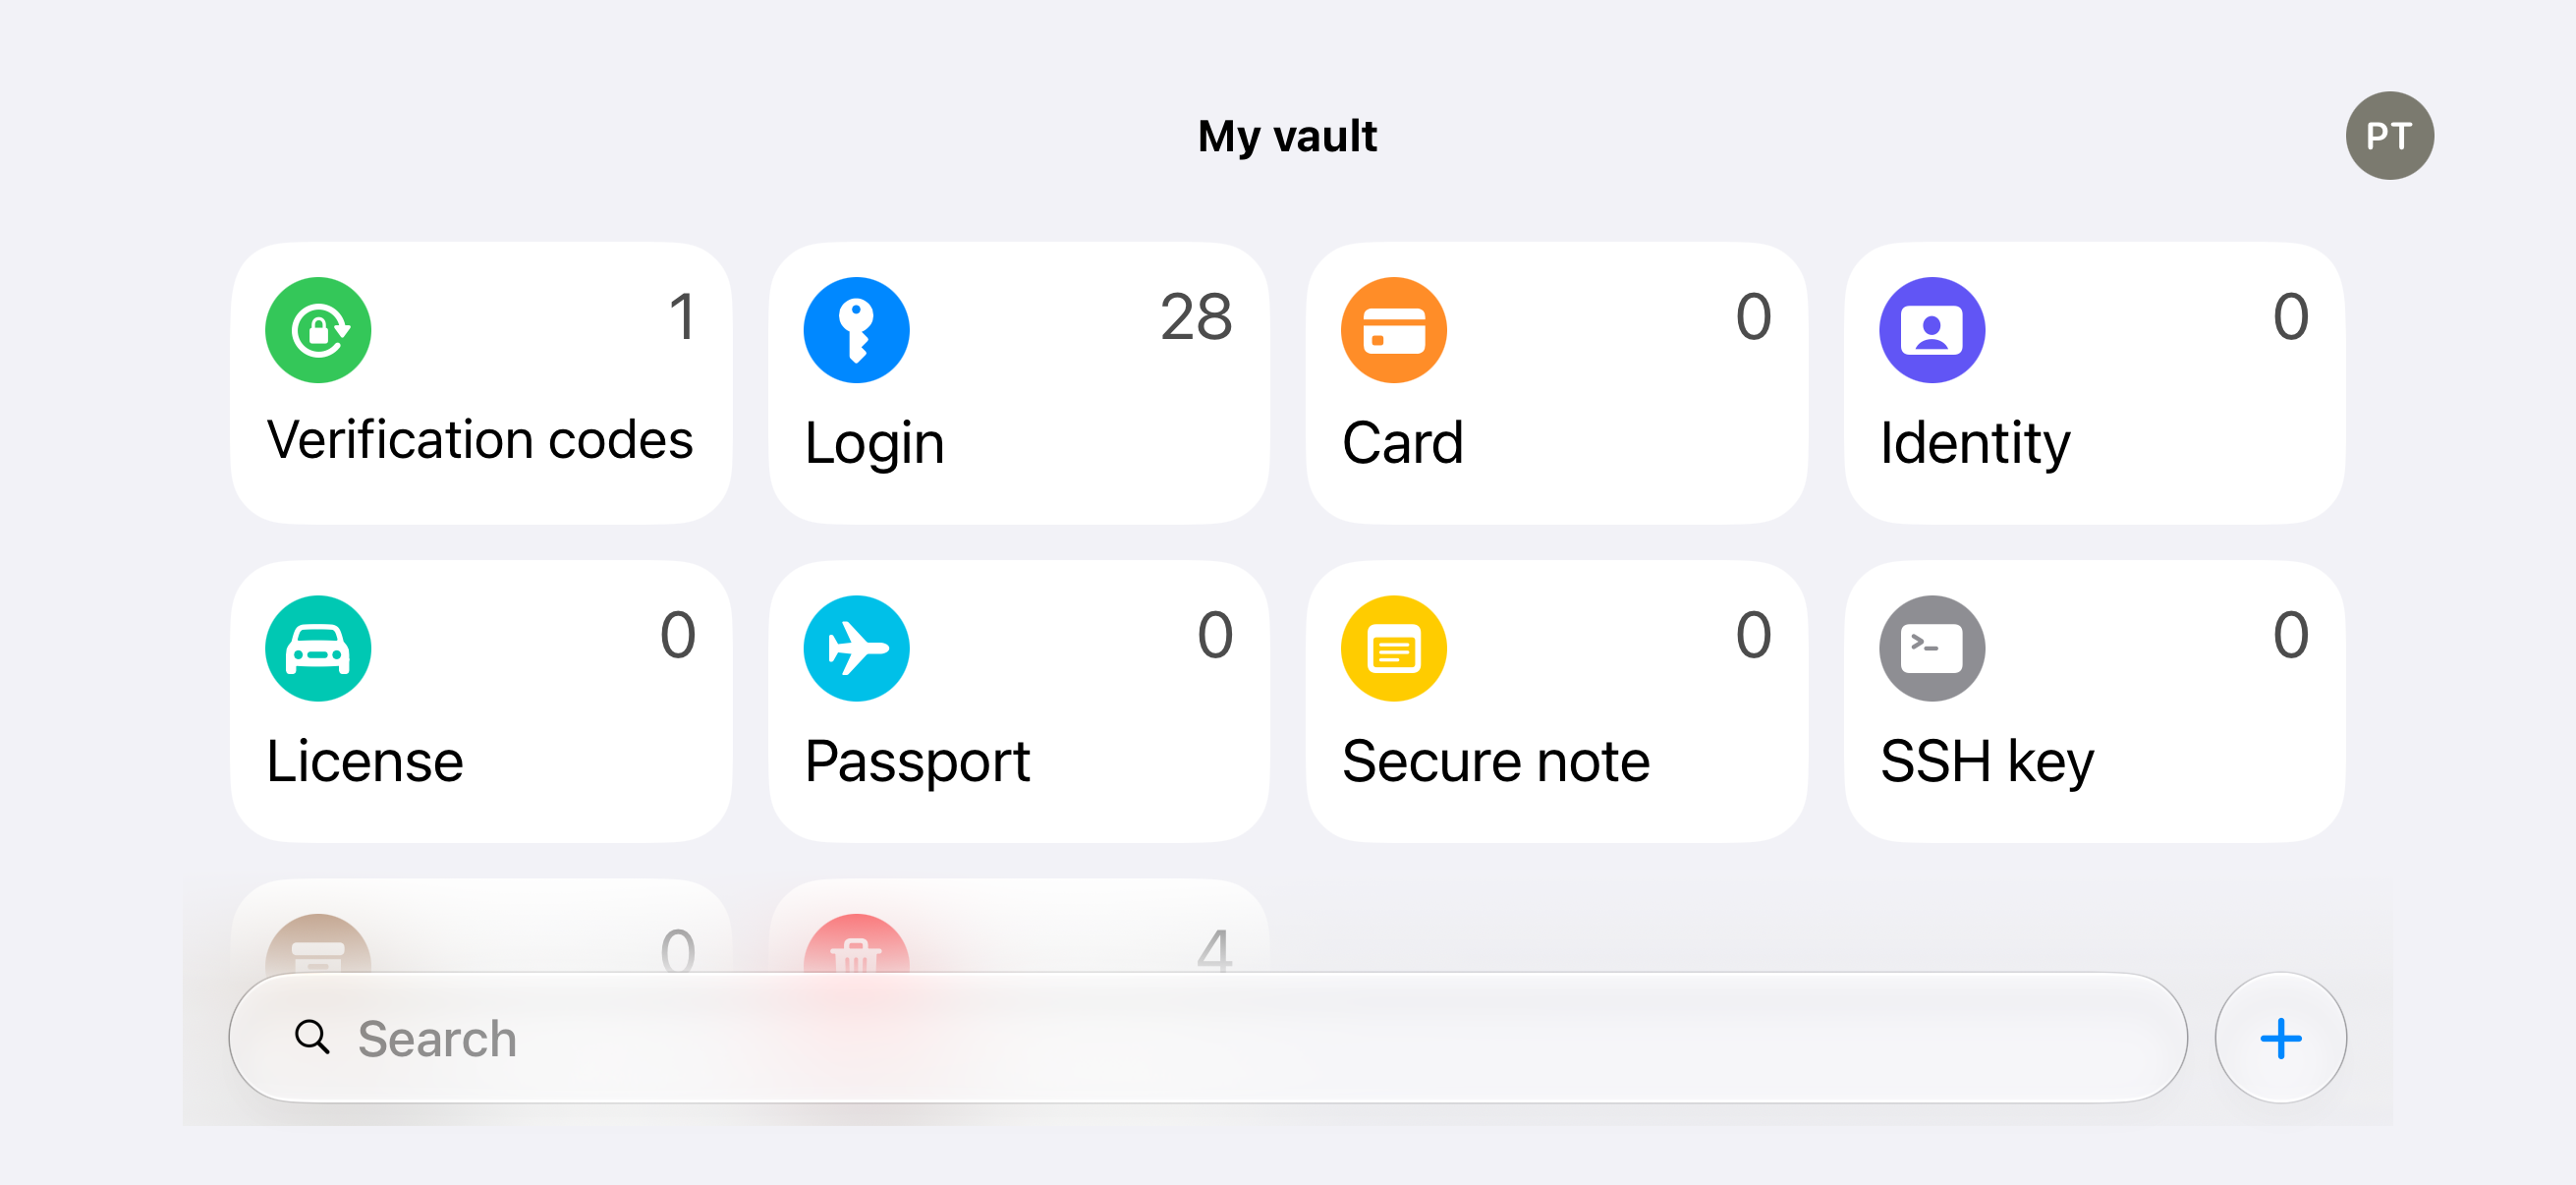 My vault
PT
1
28
0
0
Verification codes
Login
Card
Identity
0
0
0
0
License
Passport
Secure note
SSH key
0
4
Search